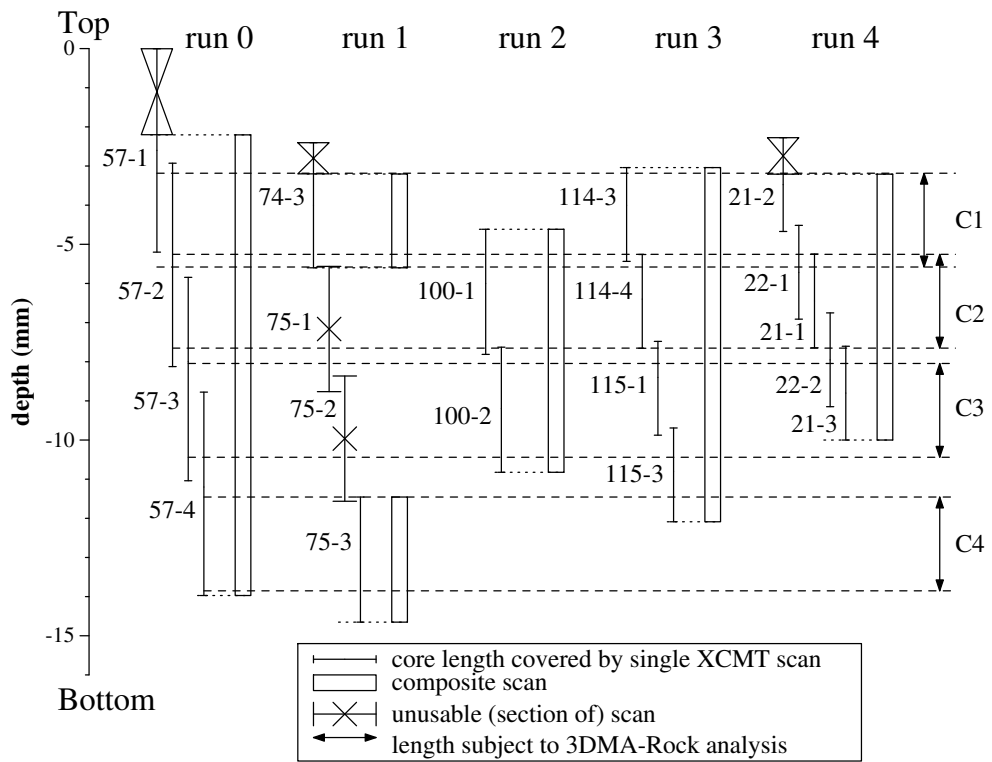 Top
run 0
run 1
run 2
run 3
run 4
0
57-1
74-3
114-3
21-2
C1
-5
57-2
100-1
114-4
22-1
75-1
21-1
C2
depth (mm)
57-3
75-2
115-1
22-2
100-2
21-3
C3
-10
115-3
57-4
75-3
C4
-15
Bottom
core length covered by single XCMT scan
composite scan
unusable (section of) scan
length subject to 3DMA-Rock analysis